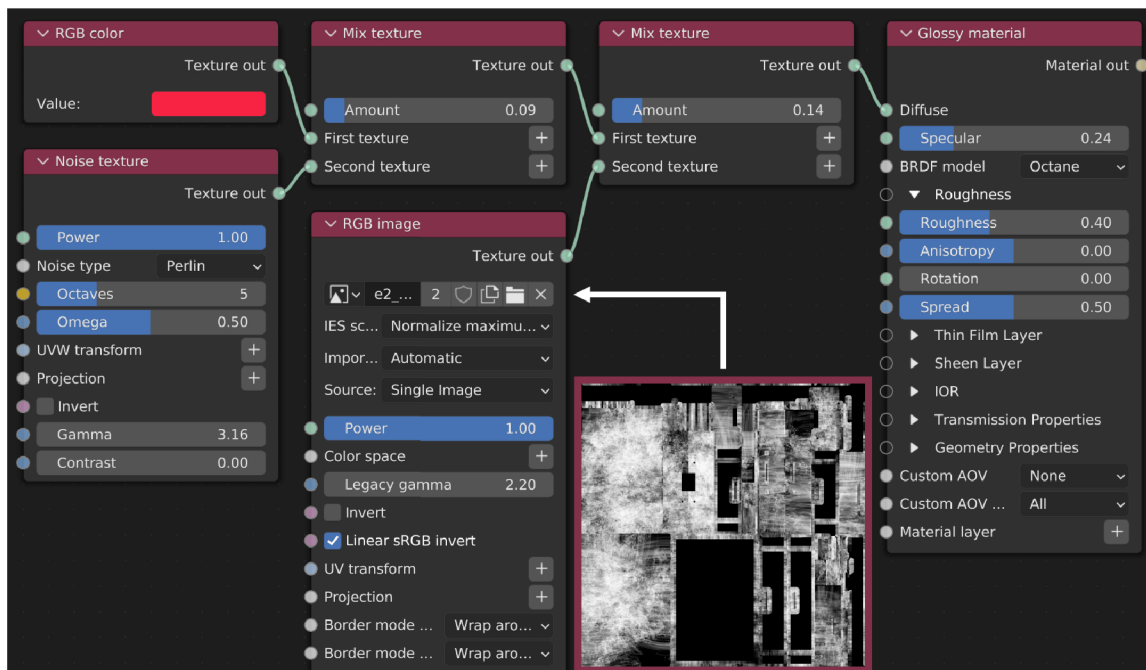 RGB color
Texture out
Value:
Noise texture
Texture out
Power 1.00
Noise type Perlin
Octaves 5
Omega 0.50
UVW transform
Projection
Invert
Gamma 3.16
Contrast 0.00
Mix texture
Texture out
Amount 0.09
First texture
Second texture
RGB image
Texture out
e2_... 2
IES sc... Normalize maximu...
Impor... Automatic
Source: Single Image
Power 1.00
Color space
Legacy gamma 2.20
Invert
Linear sRGB invert
UV transform
Projection
Border mode ... Wrap aro...
Border mode ... Wrap aro...
Mix texture
Texture out
Amount 0.14
First texture
Second texture
Glossy material
Material out
Diffuse
Specular 0.24
BRDF model Octane
Roughness
Roughness 0.40
Anisotropy 0.00
Rotation 0.00
Spread 0.50
Thin Film Layer
Sheen Layer
IOR
Transmission Properties
Geometry Properties
Custom AOV None
Custom AOV ... All
Material layer